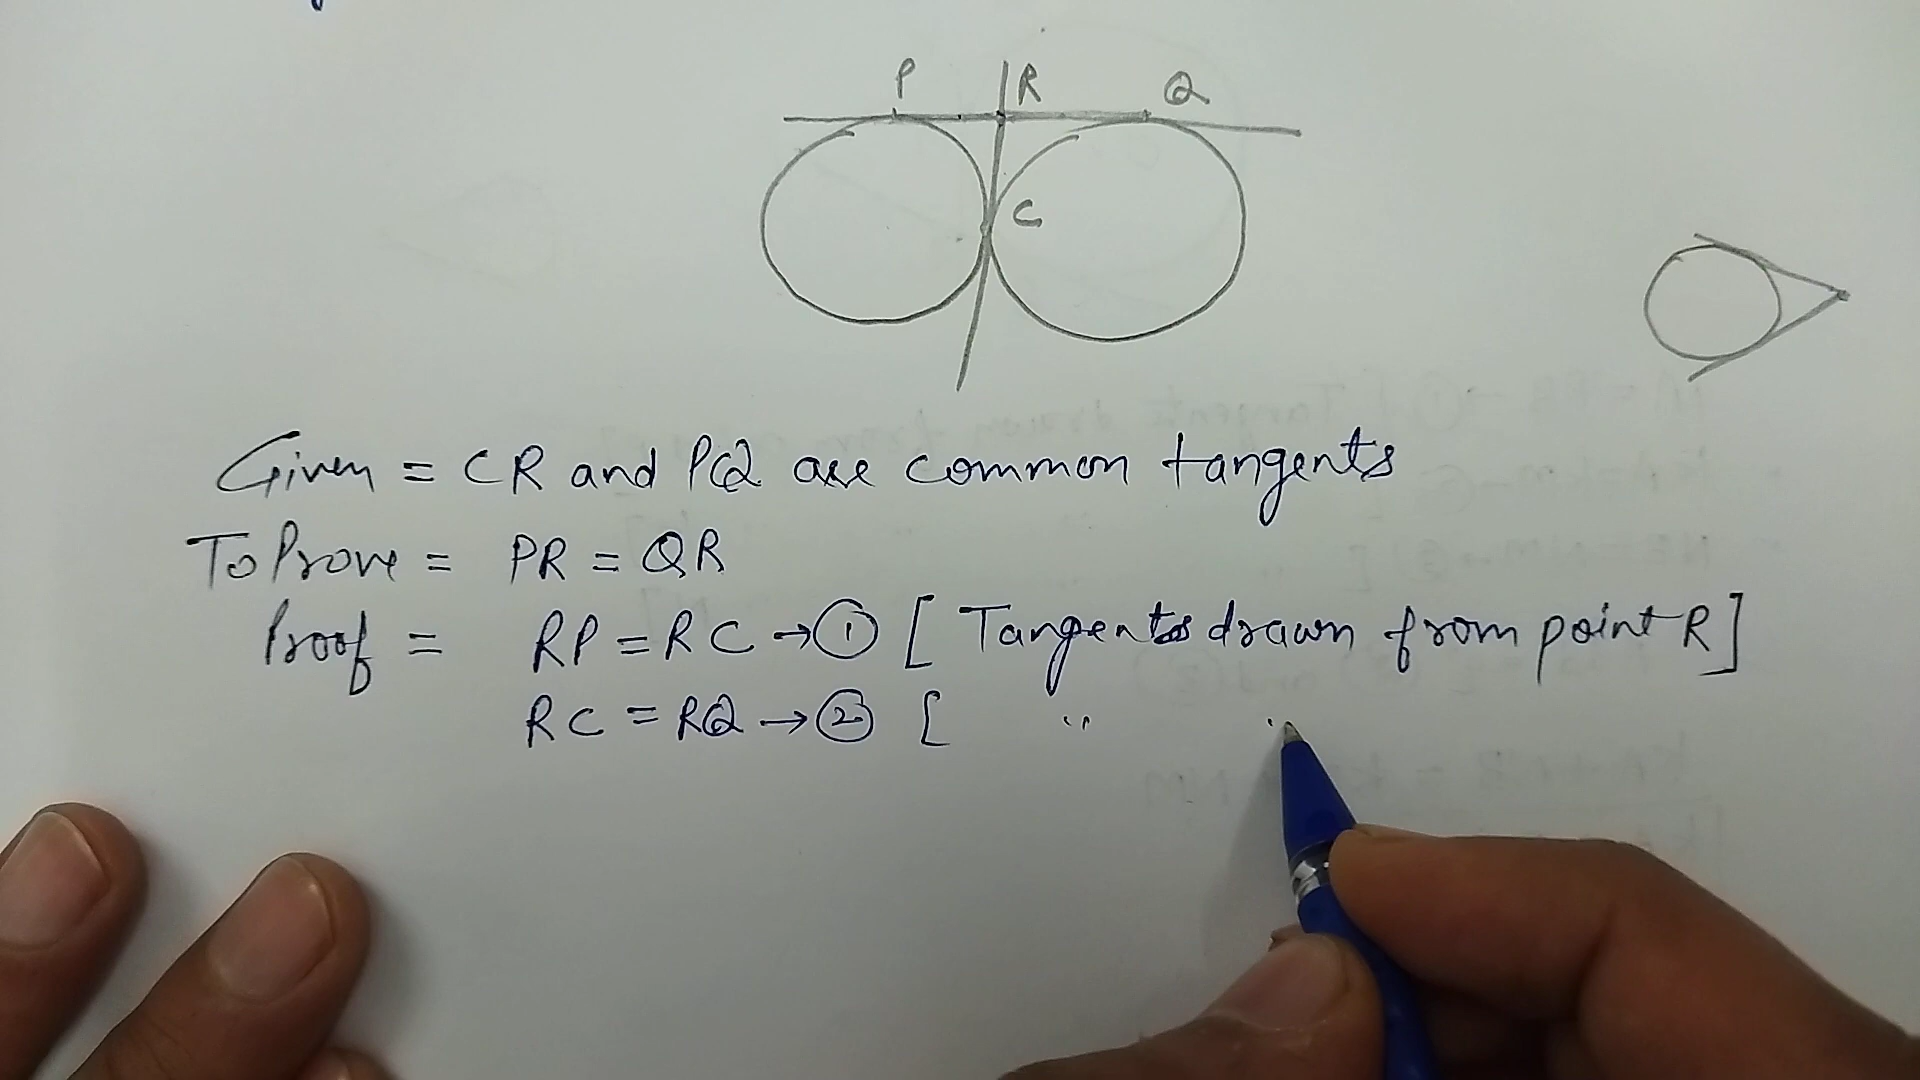 P R Q
C
Given = CR and PQ are common tangents
To Prove = PR = QR
Proof = RP = RC → ① [ Tangents drawn from point R ]
RC = RQ → ② [ " "